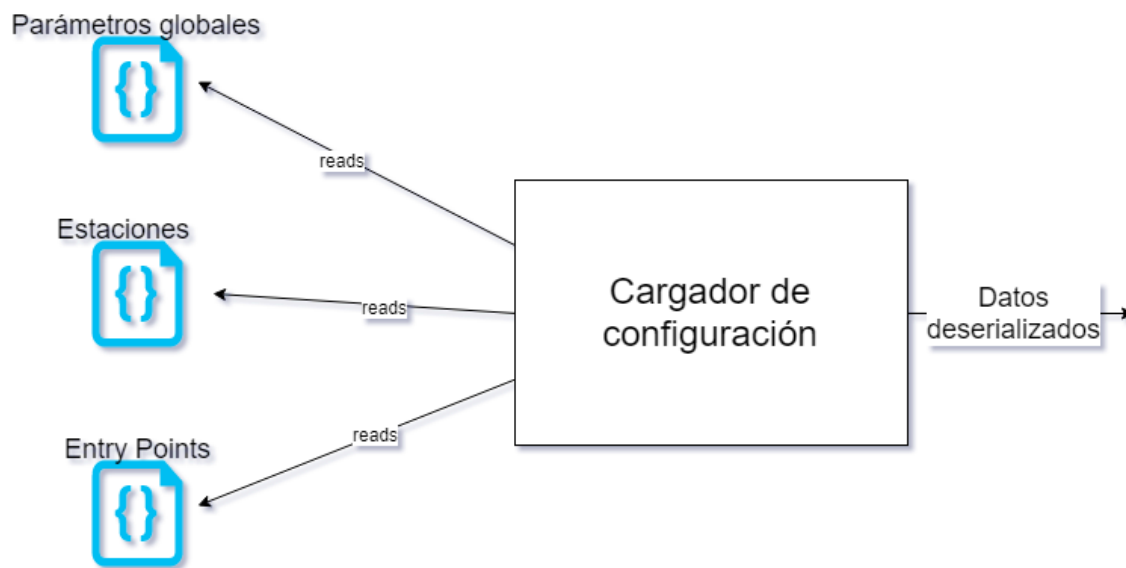 Parámetros globales
{}
reads
Estaciones
{}
reads
Entry Points
{}
reads
Cargador de
configuración
Datos
deserializados